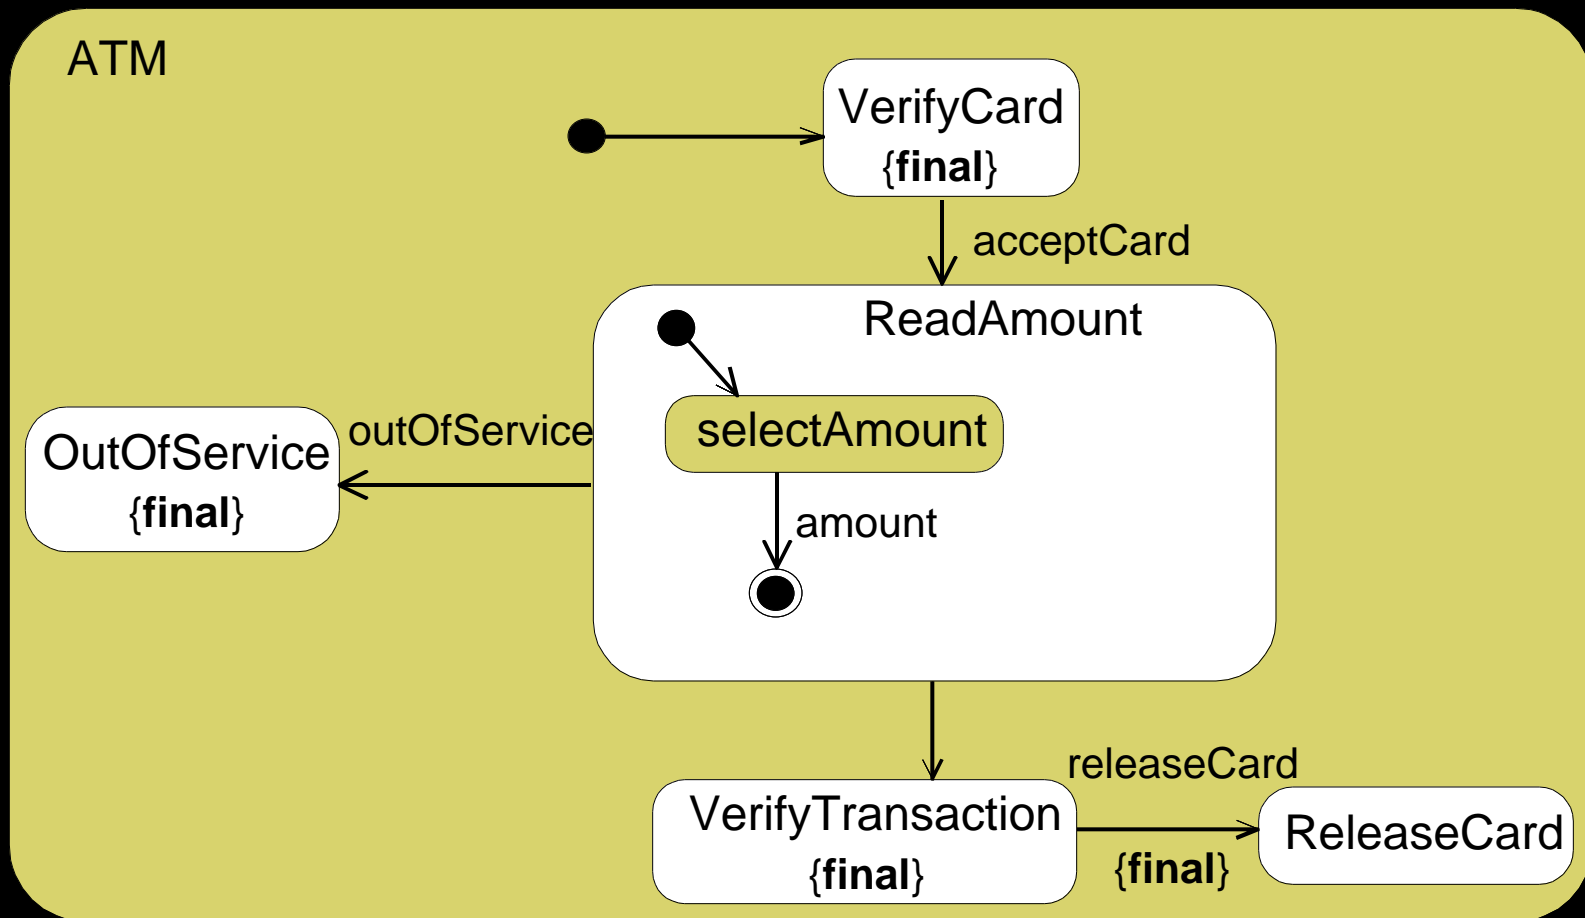 ATM
VerifyCard
{final}
acceptCard
ReadAmount
selectAmount
outOfService
OutOfService
{final}
amount
releaseCard
VerifyTransaction
{final}
{final}
ReleaseCard